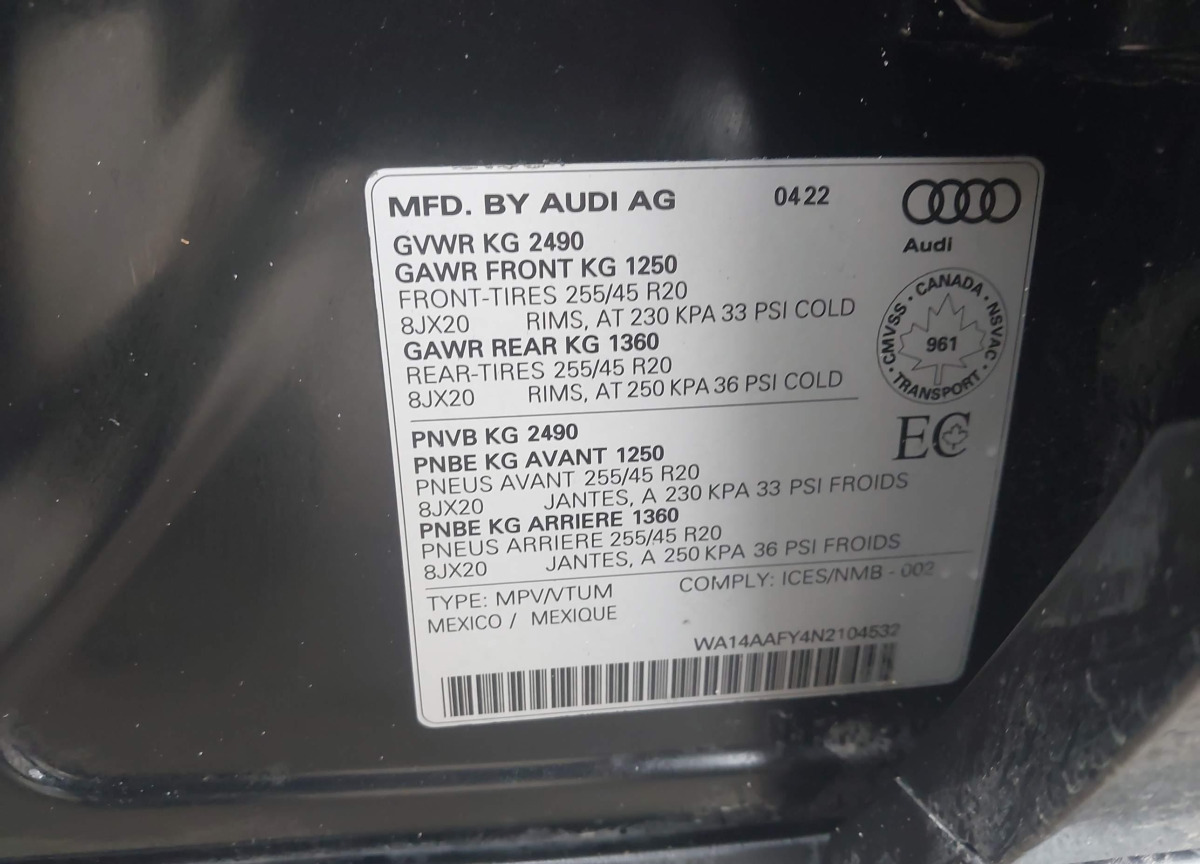 MFD. BY AUDI AG 0422
Audi
GVWR KG 2490
GAWR FRONT KG 1250
FRONT-TIRES 255/45 R20
8JX20 RIMS, AT 230 KPA 33 PSI COLD
GAWR REAR KG 1360
REAR-TIRES 255/45 R20
8JX20 RIMS, AT 250 KPA 36 PSI COLD
CANADA · NSVAC · TRANSPORT · CMVSS ·
961
EC
PNVB KG 2490
PNBE KG AVANT 1250
PNEUS AVANT 255/45 R20
8JX20 JANTES, A 230 KPA 33 PSI FROIDS
PNBE KG ARRIERE 1360
PNEUS ARRIERE 255/45 R20
8JX20 JANTES, A 250 KPA 36 PSI FROIDS
TYPE: MPV/VTUM COMPLY: ICES/NMB - 002
MEXICO / MEXIQUE
WA14AAFY4N2104532